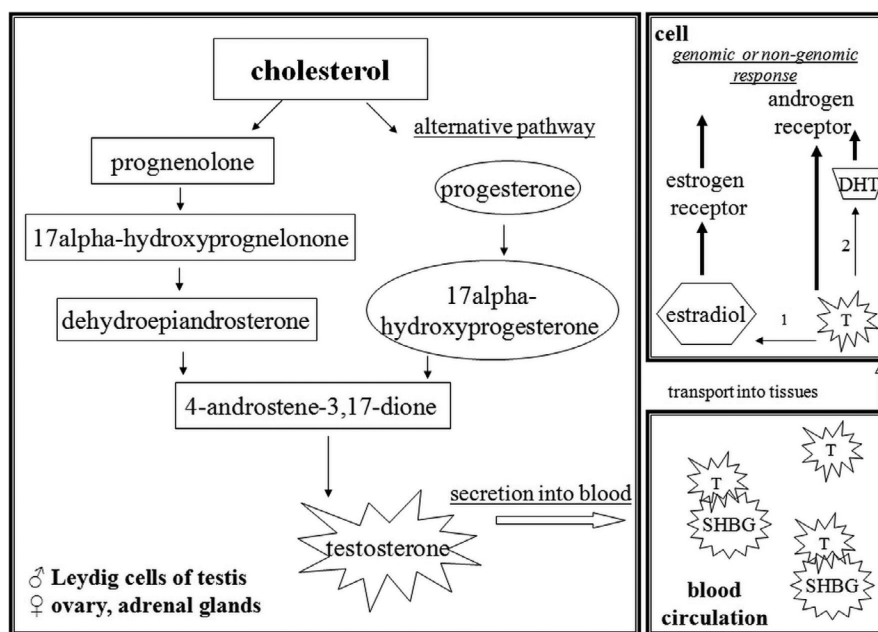 cholesterol
alternative pathway
prognenolone
progesterone
17alpha-hydroxyprognelonone
17alpha-
hydroxyprogesterone
dehydroepiandrosterone
4-androstene-3,17-dione
secretion into blood
testosterone
♂ Leydig cells of testis
♀ ovary, adrenal glands
cell
genomic or non-genomic
response
androgen
receptor
estrogen
receptor
DHT
2
estradiol
1
T
transport into tissues
T
T
SHBG
T
SHBG
blood
circulation